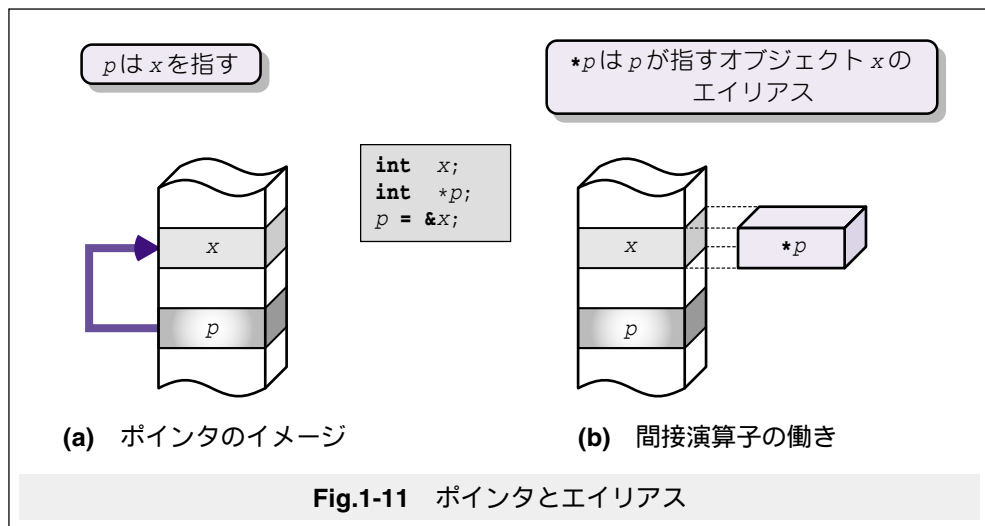 pはxを指す
*pはpが指すオブジェクトxの
エイリアス
int x;
int *p;
p = &x;
x
p
x
*p
p
(a) ポインタのイメージ
(b) 間接演算子の働き
Fig.1-11 ポインタとエイリアス